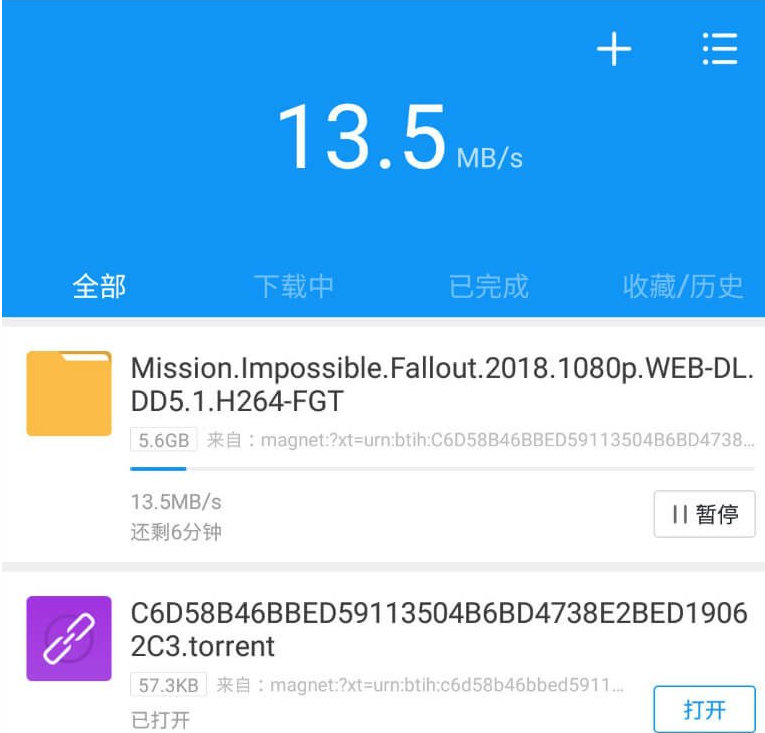 13.5 MB/s
全部 下载中 已完成 收藏/历史
Mission.Impossible.Fallout.2018.1080p.WEB-DL.
DD5.1.H264-FGT
5.6GB 来自：magnet:?xt=urn:btih:C6D58B46BBED59113504B6BD4738...
13.5MB/s
还剩6分钟
暂停
C6D58B46BBED59113504B6BD4738E2BED1906
2C3.torrent
57.3KB 来自：magnet:?xt=urn:btih:c6d58b46bbed5911...
已打开
打开